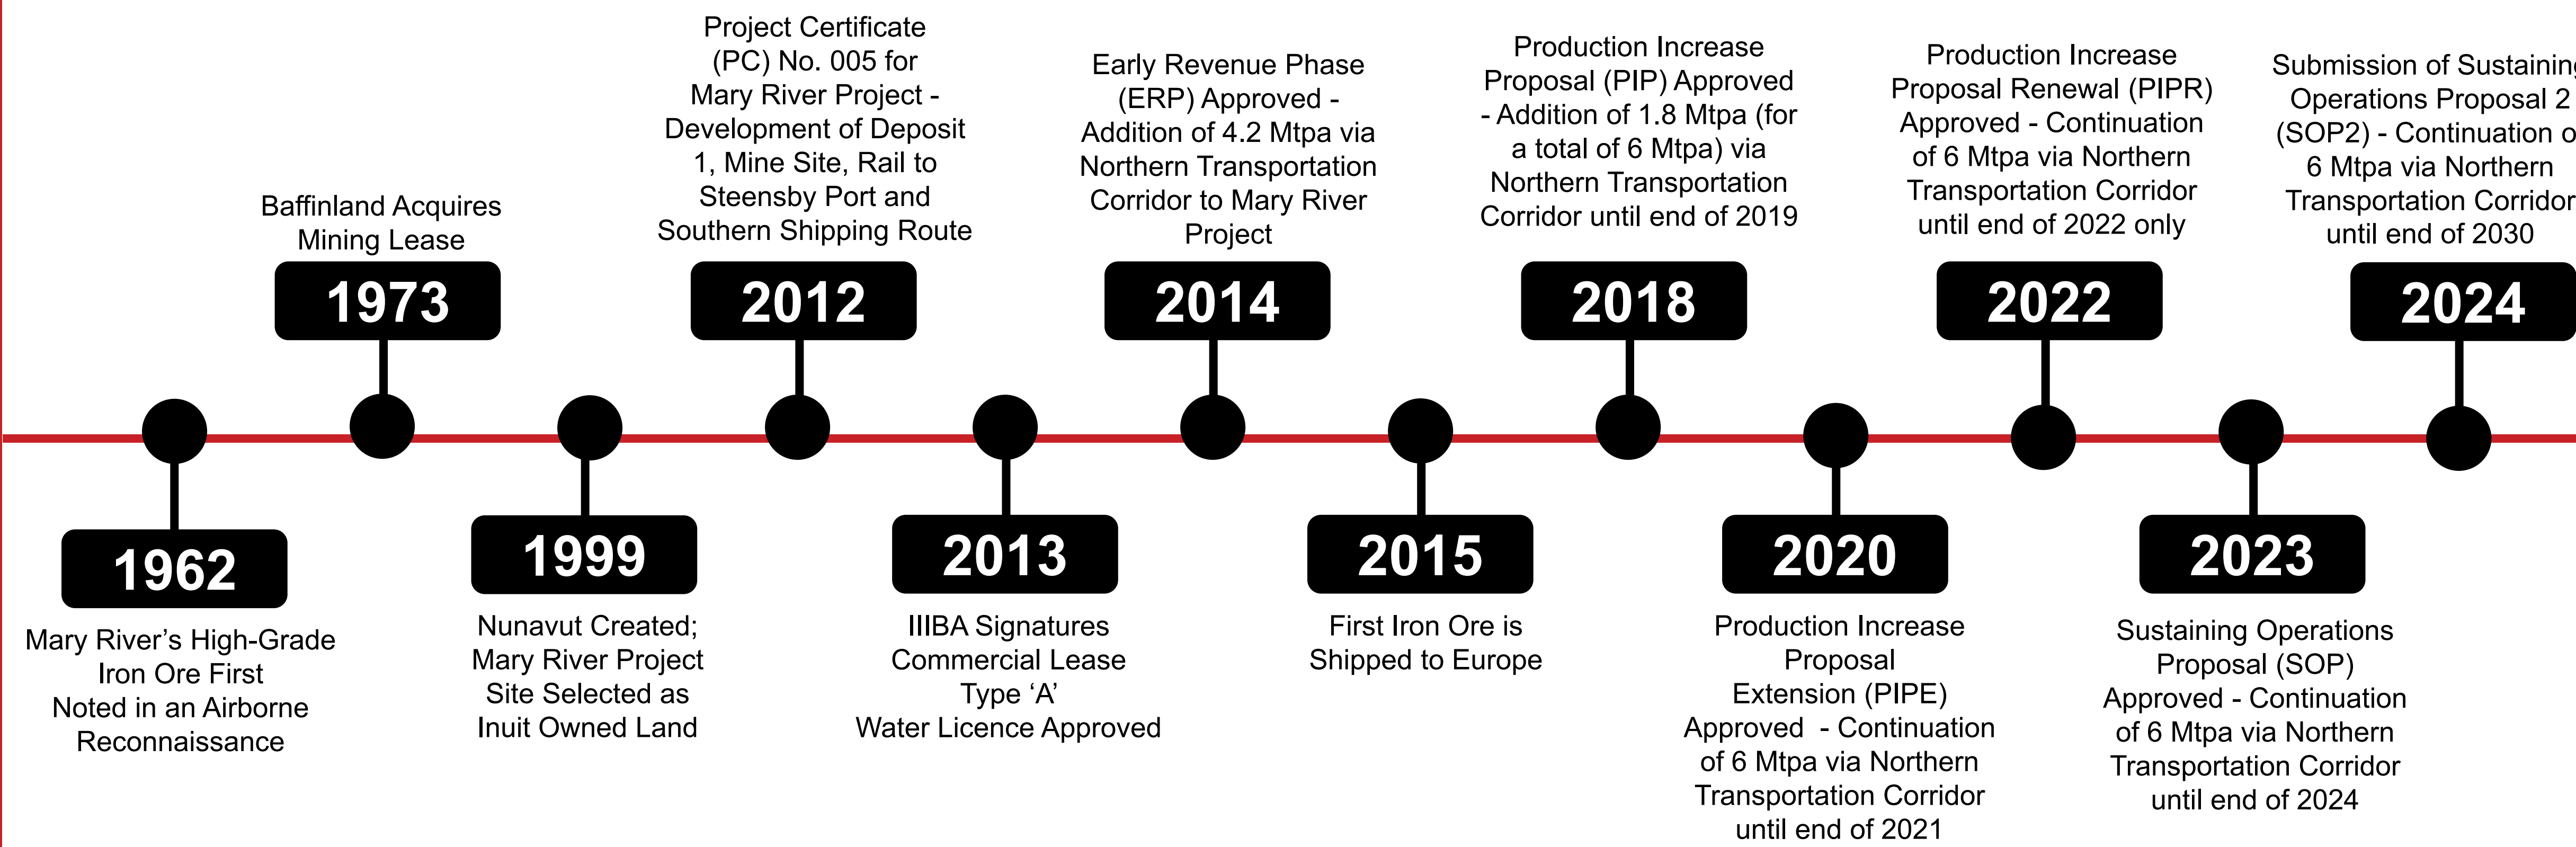 Mary River’s High-Grade
Iron Ore First
Noted in an Airborne
Reconnaissance
1962
Baffinland Acquires
Mining Lease
1973
1999
Nunavut Created;
Mary River Project
Site Selected as
Inuit Owned Land
Project Certificate
(PC) No. 005 for
Mary River Project -
Development of Deposit
1, Mine Site, Rail to
Steensby Port and
Southern Shipping Route
2012
2013
IIIBA Signatures
Commercial Lease
Type ‘A’
Water Licence Approved
Early Revenue Phase
(ERP) Approved -
Addition of 4.2 Mtpa via
Northern Transportation
Corridor to Mary River
Project
2014
2015
First Iron Ore is
Shipped to Europe
Production Increase
Proposal (PIP) Approved
- Addition of 1.8 Mtpa (for
a total of 6 Mtpa) via
Northern Transportation
Corridor until end of 2019
2018
2020
Production Increase
Proposal
Extension (PIPE)
Approved - Continuation
of 6 Mtpa via Northern
Transportation Corridor
until end of 2021
Production Increase
Proposal Renewal (PIPR)
Approved - Continuation
of 6 Mtpa via Northern
Transportation Corridor
until end of 2022 only
2022
2023
Sustaining Operations
Proposal (SOP)
Approved - Continuation
of 6 Mtpa via Northern
Transportation Corridor
until end of 2024
Submission of Sustaining
Operations Proposal 2
(SOP2) - Continuation o
6 Mtpa via Northern
Transportation Corridor
until end of 2030
2024